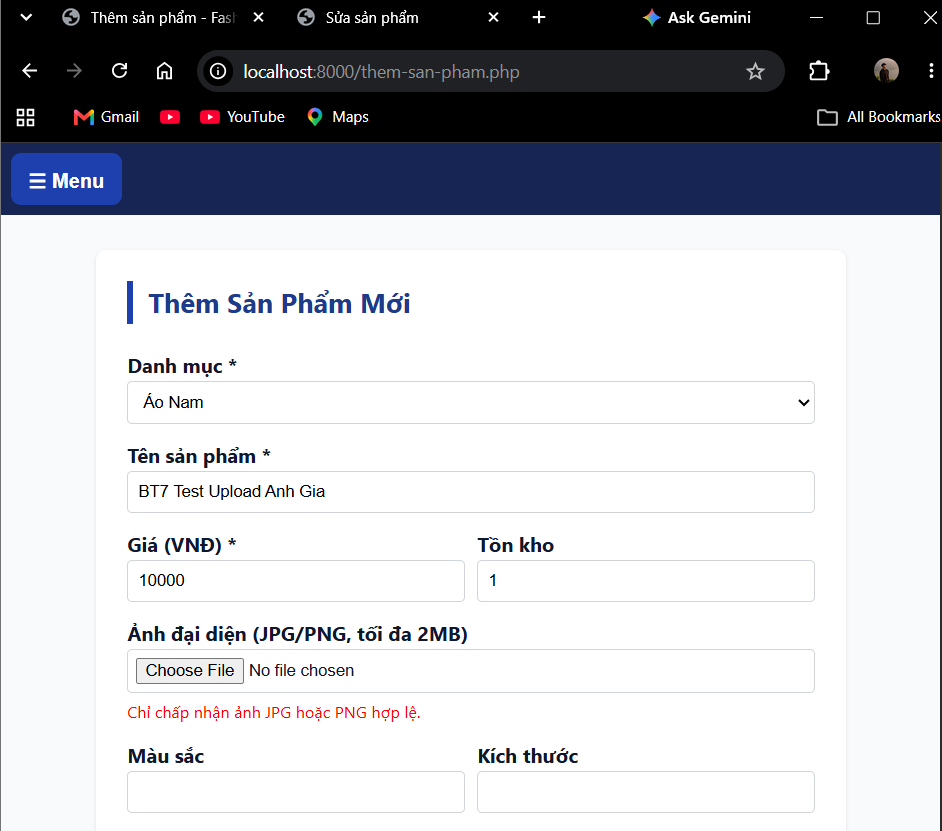 Thêm sản phẩm - Fas
Sửa sản phẩm
Ask Gemini
localhost:8000/them-san-pham.php
Gmail
YouTube
Maps
All Bookmarks
☰ Menu
Thêm Sản Phẩm Mới
Danh mục *
Áo Nam
Tên sản phẩm *
BT7 Test Upload Anh Gia
Giá (VNĐ) * Tồn kho
10000 1
Ảnh đại diện (JPG/PNG, tối đa 2MB)
Choose File No file chosen
Chỉ chấp nhận ảnh JPG hoặc PNG hợp lệ.
Màu sắc Kích thước